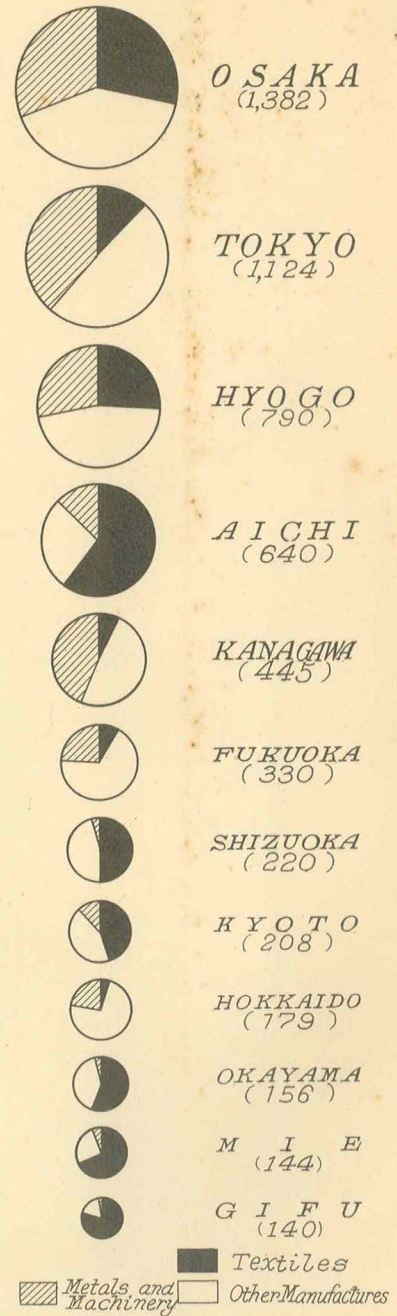 OSAKA
(1,382)
TOKYO
(1,124)
HYOGO
(790)
AICHI
(640)
KANAGAWA
(445)
FUKUOKA
(330)
SHIZUOKA
(220)
KYOTO
(208)
HOKKAIDO
(179)
OKAYAMA
(156)
MIE
(144)
GIFU
(140)
Textiles
Metals and
Machinery
Other Manufactures